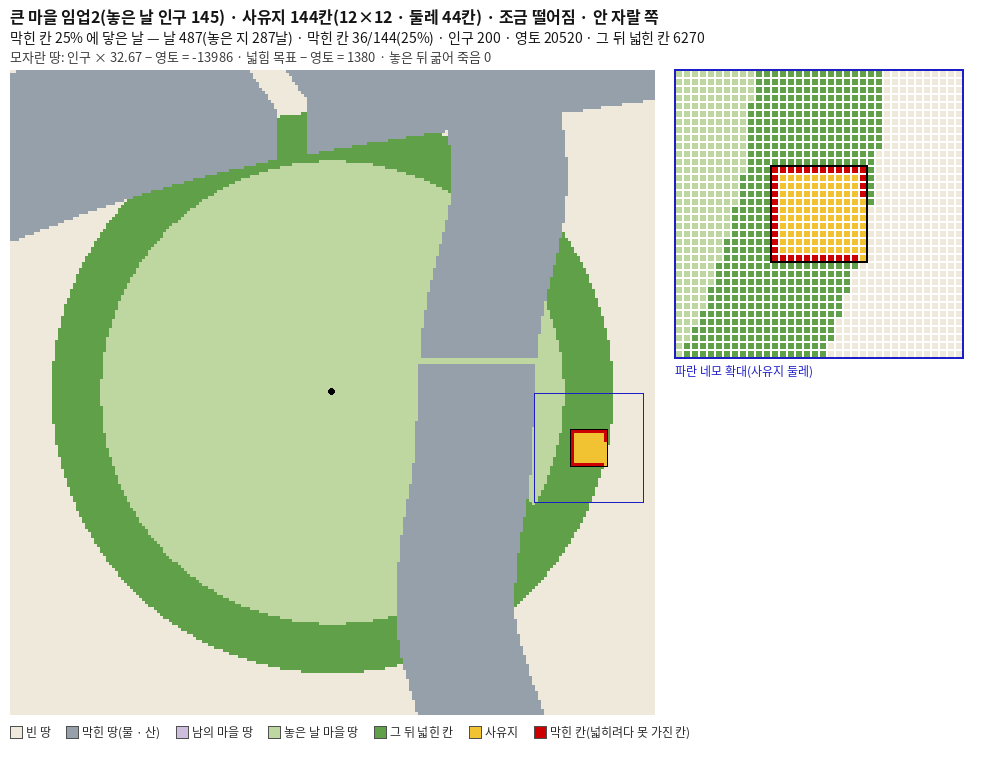 큰 마을 임업2(놓은 날 인구 145) · 사유지 144칸(12×12 · 둘레 44칸) · 조금 떨어짐 · 안 자랄 쪽
막힌 칸 25% 에 닿은 날 — 날 487(놓은 지 287날) · 막힌 칸 36/144(25%) · 인구 200 · 영토 20520 · 그 뒤 넓힌 칸 6270
모자란 땅: 인구 × 32.67 − 영토 = -13986 · 넓힘 목표 − 영토 = 1380 · 놓은 뒤 굶어 죽음 0
파란 네모 확대(사유지 둘레)
빈 땅 막힌 땅(물 · 산) 남의 마을 땅 놓은 날 마을 땅 그 뒤 넓힌 칸 사유지 막힌 칸(넓히려다 못 가진 칸)